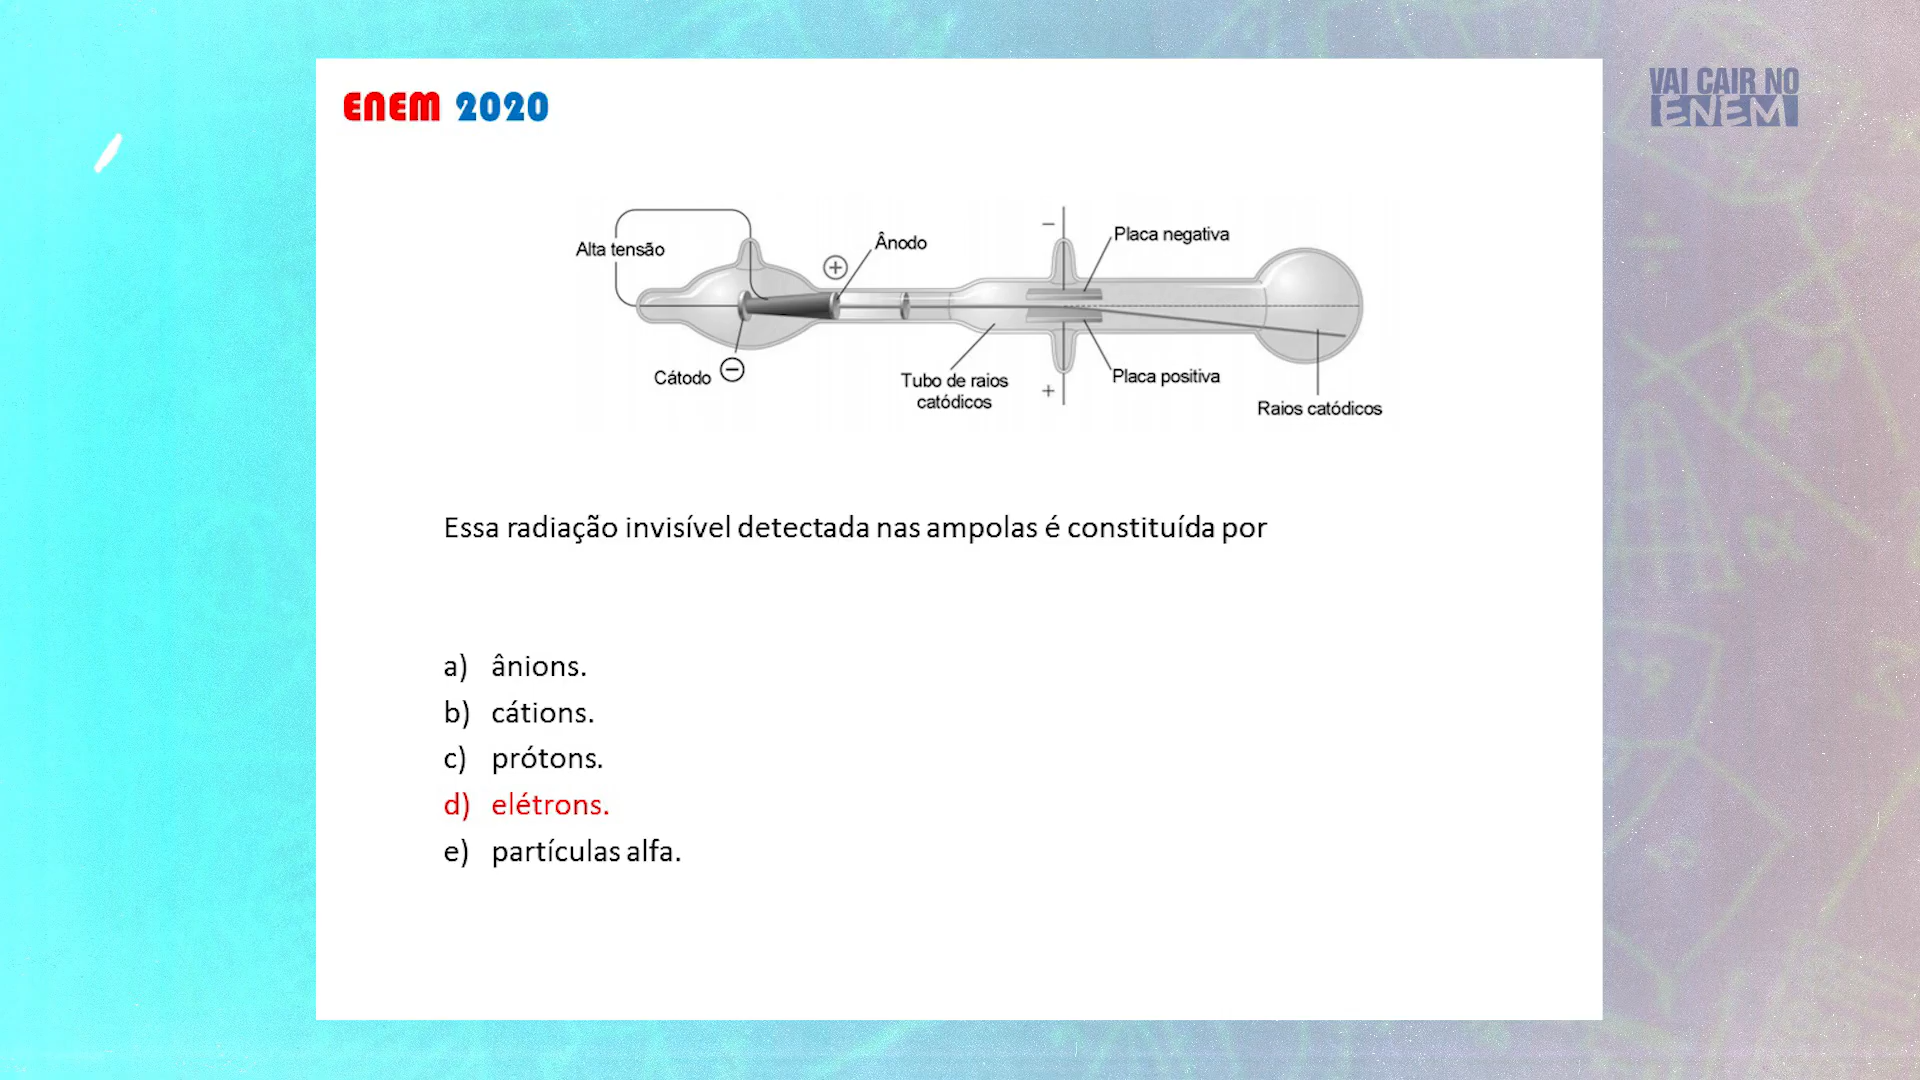 ENEM 2020
VAI CAIR NO
ENEM
Alta tensão
+
Ânodo
−
Placa negativa
Cátodo −
Tubo de raios
catódicos
+
Placa positiva
Raios catódicos
Essa radiação invisível detectada nas ampolas é constituída por
a) ânions.
b) cátions.
c) prótons.
d) elétrons.
e) partículas alfa.